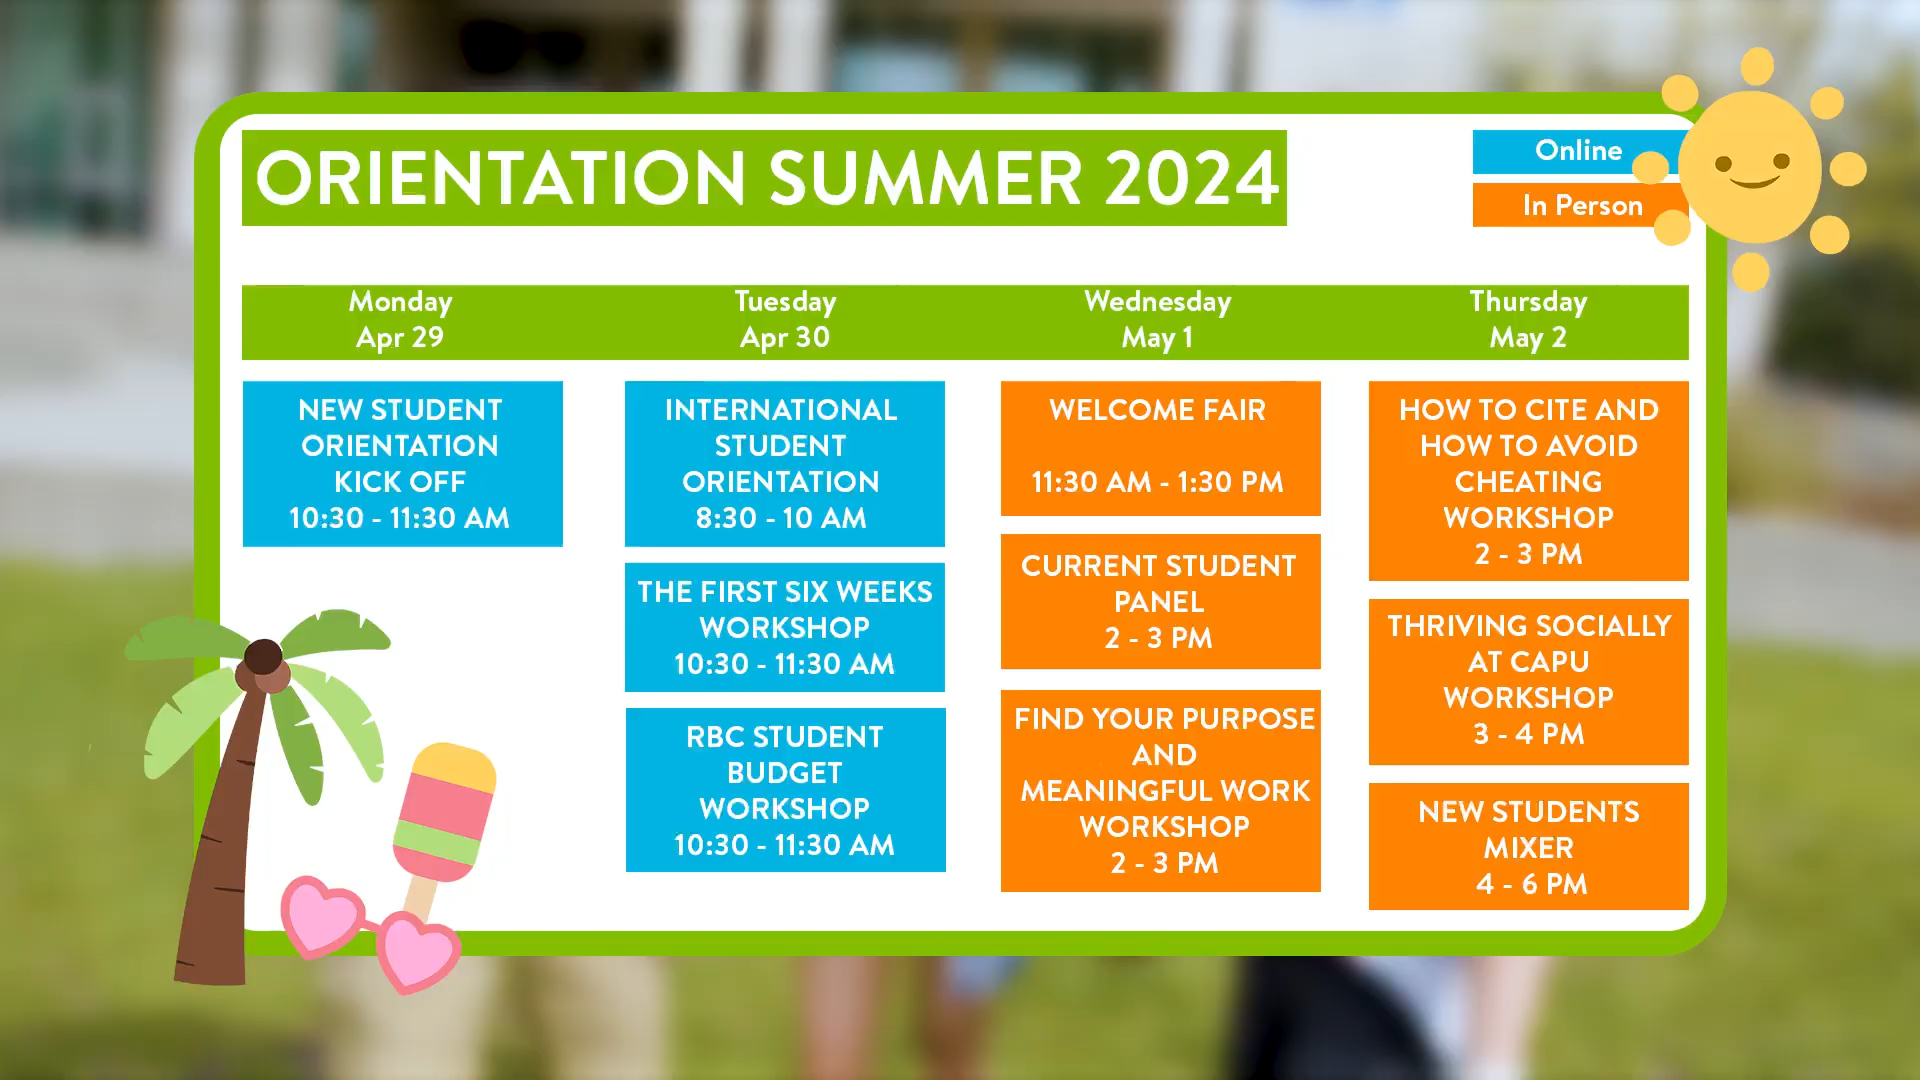 ORIENTATION SUMMER 2024
Online
In Person
Monday
Apr 29
Tuesday
Apr 30
Wednesday
May 1
Thursday
May 2
NEW STUDENT
ORIENTATION
KICK OFF
10:30 - 11:30 AM
INTERNATIONAL
STUDENT
ORIENTATION
8:30 - 10 AM
THE FIRST SIX WEEKS
WORKSHOP
10:30 - 11:30 AM
RBC STUDENT
BUDGET
WORKSHOP
10:30 - 11:30 AM
WELCOME FAIR
11:30 AM - 1:30 PM
CURRENT STUDENT
PANEL
2 - 3 PM
FIND YOUR PURPOSE
AND
MEANINGFUL WORK
WORKSHOP
2 - 3 PM
HOW TO CITE AND
HOW TO AVOID
CHEATING
WORKSHOP
2 - 3 PM
THRIVING SOCIALLY
AT CAPU
WORKSHOP
3 - 4 PM
NEW STUDENTS
MIXER
4 - 6 PM